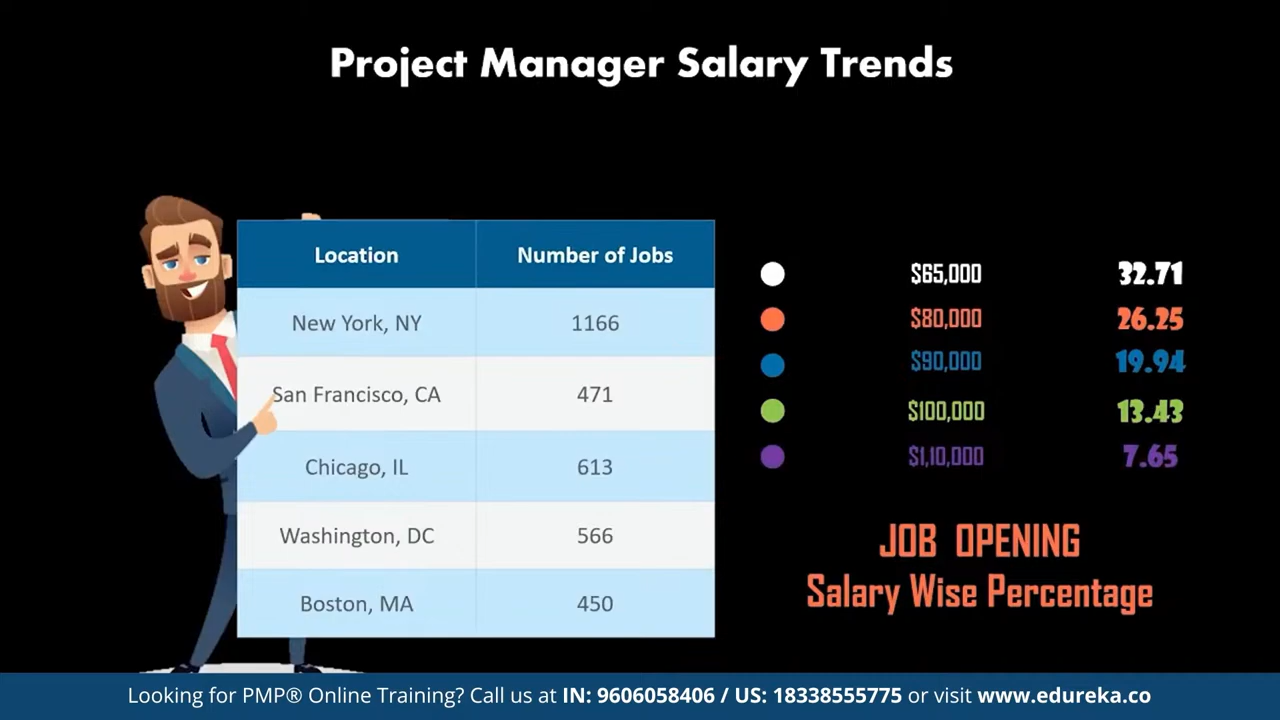 Project Manager Salary Trends
Location Number of Jobs
New York, NY 1166
San Francisco, CA 471
Chicago, IL 613
Washington, DC 566
Boston, MA 450
$65,000 32.71
$80,000 26.25
$90,000 19.94
$100,000 13.43
$1,10,000 7.65
JOB OPENING
Salary Wise Percentage
Looking for PMP® Online Training? Call us at IN: 9606058406 / US: 18338555775 or visit www.edureka.co